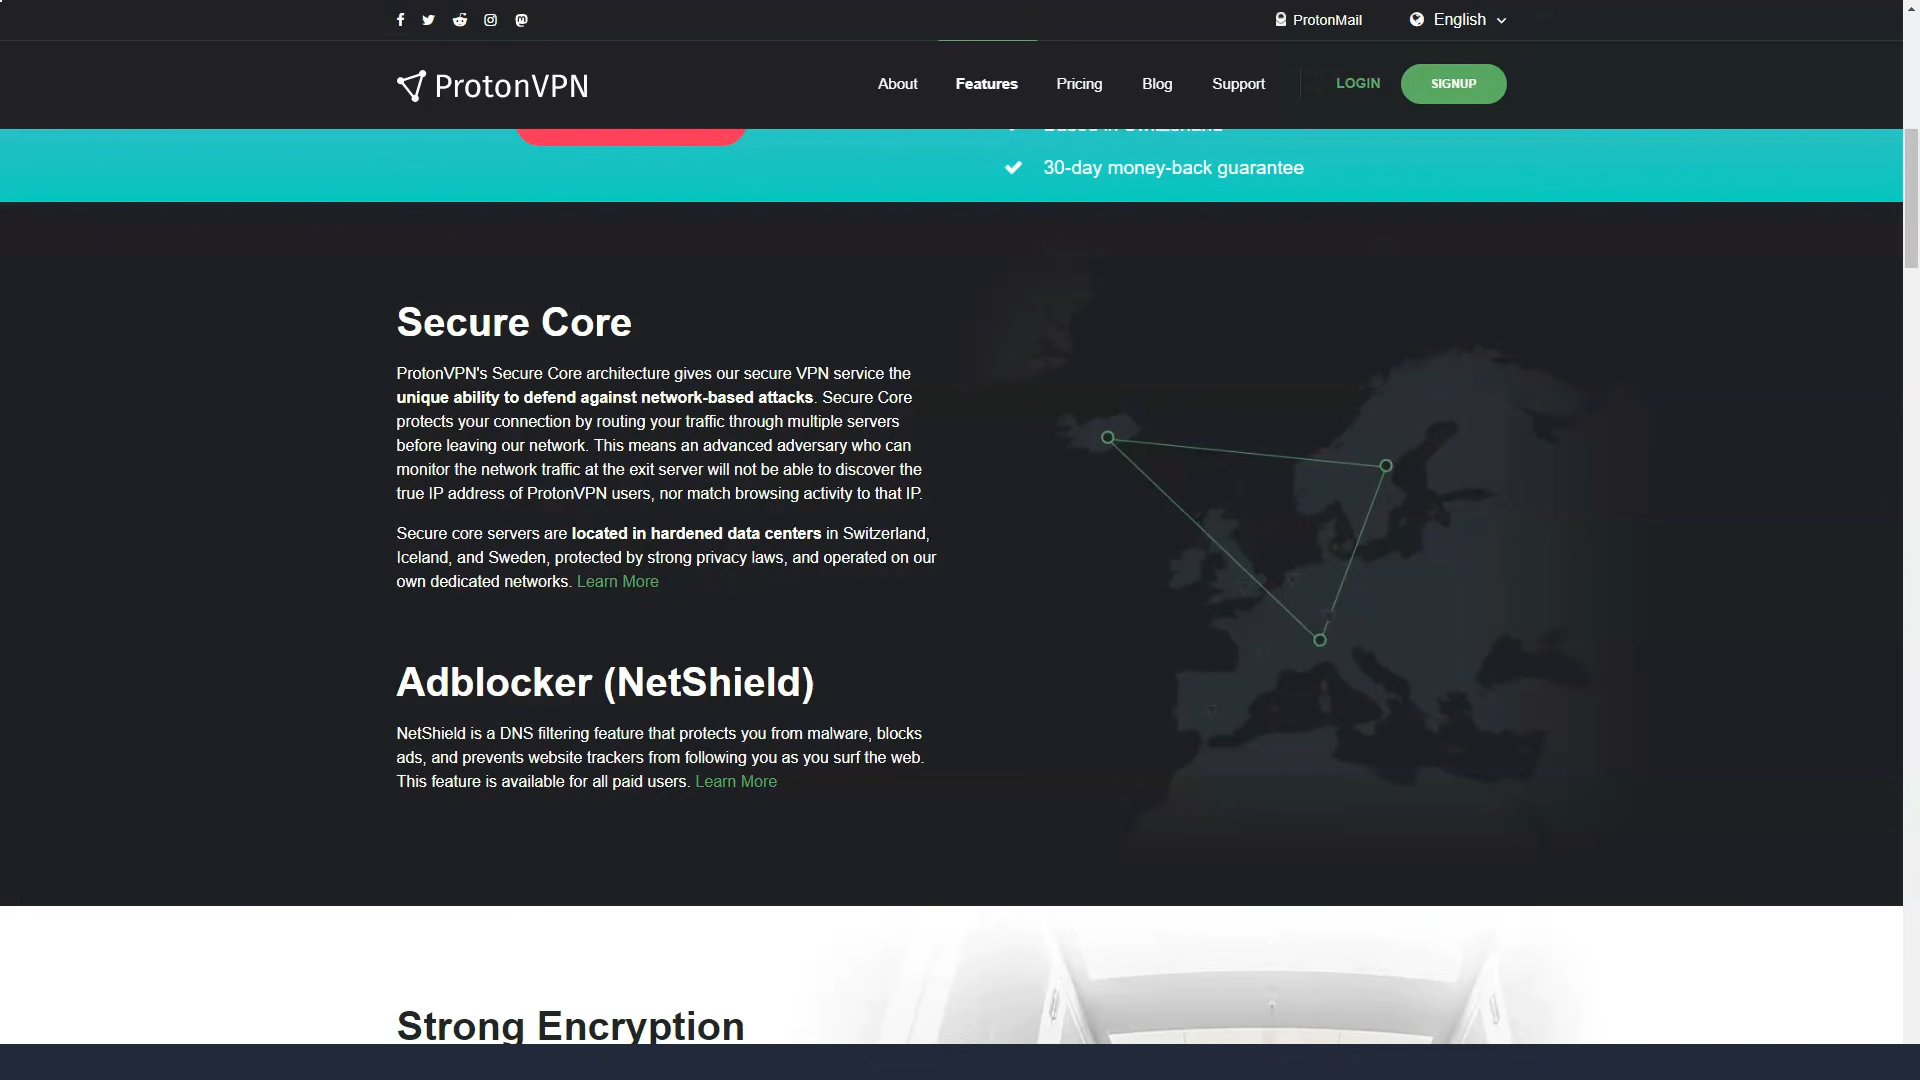 ProtonMail
English
ProtonVPN
About
Features
Pricing
Blog
Support
LOGIN
SIGNUP
30-day money-back guarantee
Secure Core
ProtonVPN's Secure Core architecture gives our secure VPN service the
unique ability to defend against network-based attacks. Secure Core
protects your connection by routing your traffic through multiple servers
before leaving our network. This means an advanced adversary who can
monitor the network traffic at the exit server will not be able to discover the
true IP address of ProtonVPN users, nor match browsing activity to that IP.
Secure core servers are located in hardened data centers in Switzerland,
Iceland, and Sweden, protected by strong privacy laws, and operated on our
own dedicated networks. Learn More
Adblocker (NetShield)
NetShield is a DNS filtering feature that protects you from malware, blocks
ads, and prevents website trackers from following you as you surf the web.
This feature is available for all paid users. Learn More
Strong Encryption